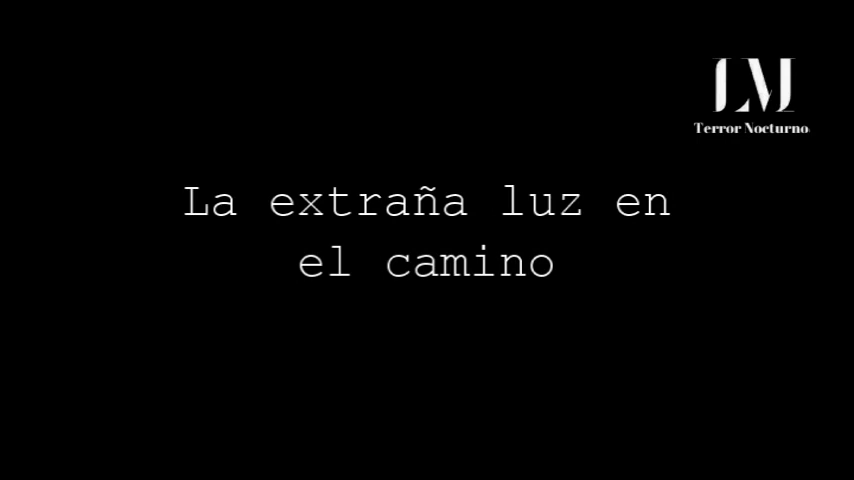 LM
Terror Nocturno
La extraña luz en
el camino